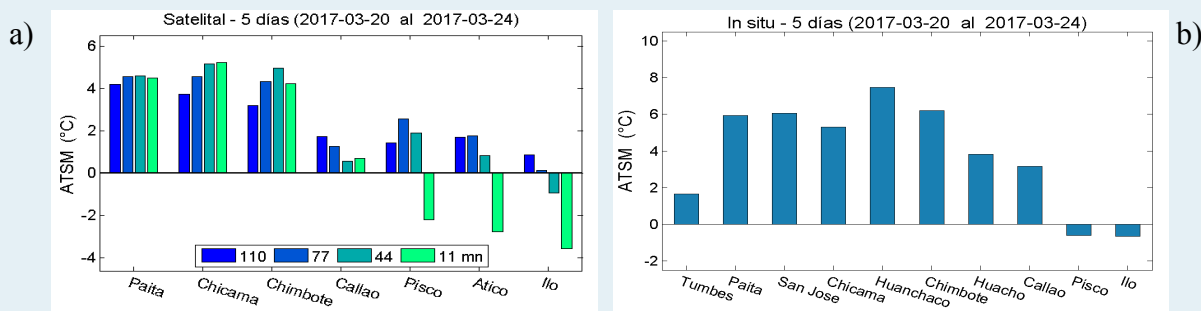 a)
Satelital - 5 días (2017-03-20 al 2017-03-24)
ATSM (°C)
6
4
2
0
-2
-4
110 77 44 11 mn
Paita Chicama Chimbote Callao Pisco Atico Ilo
b)
In situ - 5 días (2017-03-20 al 2017-03-24)
ATSM (°C)
10
8
6
4
2
0
-2
Tumbes Paita San Jose Chicama Huanchaco Chimbote Huacho Callao Pisco Ilo